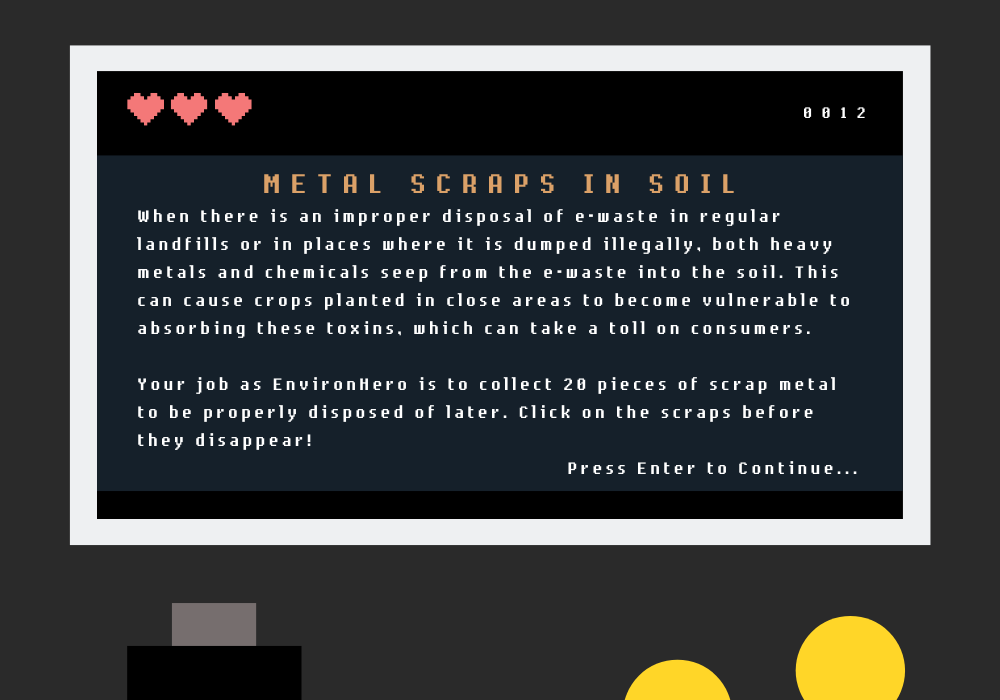 0012
METAL SCRAPS IN SOIL
When there is an improper disposal of e-waste in regular
landfills or in places where it is dumped illegally, both heavy
metals and chemicals seep from the e-waste into the soil. This
can cause crops planted in close areas to become vulnerable to
absorbing these toxins, which can take a toll on consumers.
Your job as EnvironHero is to collect 20 pieces of scrap metal
to be properly disposed of later. Click on the scraps before
they disappear!
Press Enter to Continue...